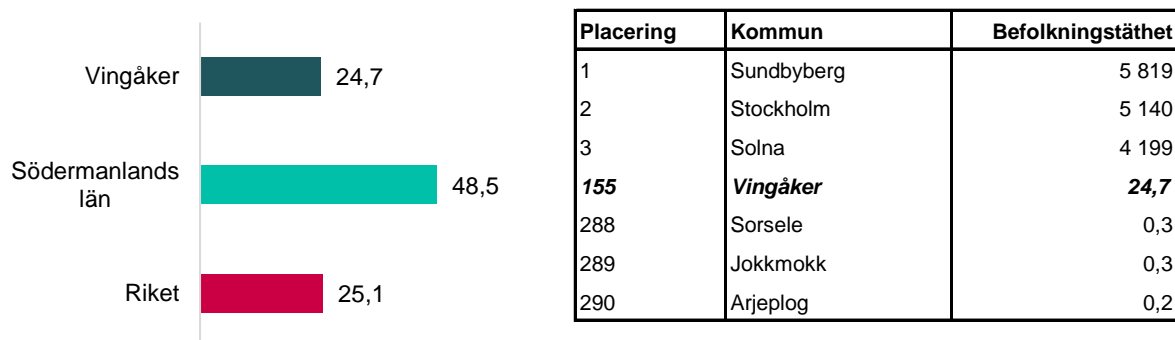 Vingåker 24,7
Södermanlands
län 48,5
Riket 25,1
Placering Kommun Befolkningstäthet
1 Sundbyberg 5 819
2 Stockholm 5 140
3 Solna 4 199
155 Vingåker 24,7
288 Sorsele 0,3
289 Jokkmokk 0,3
290 Arjeplog 0,2